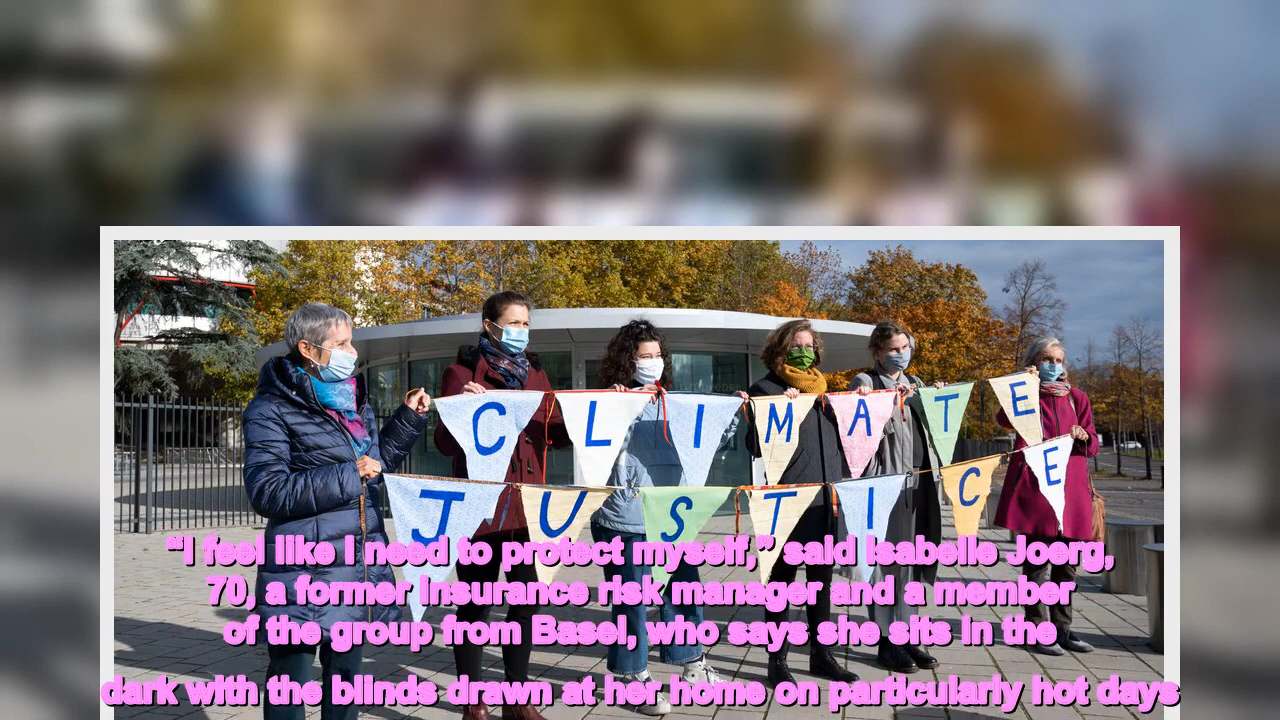 CLIMATE
JUSTICE
“I feel like I need to protect myself,” said Isabelle Joerg,
70, a former insurance risk manager and a member
of the group from Basel, who says she sits in the
dark with the blinds drawn at her home on particularly hot days